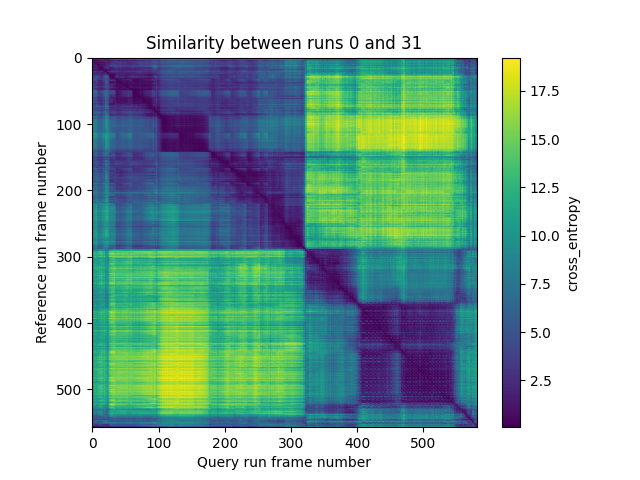 Similarity between runs 0 and 31
0
100
200
300
400
500
Reference run frame number
0 100 200 300 400 500
Query run frame number
17.5
15.0
12.5
10.0
7.5
5.0
2.5
cross_entropy